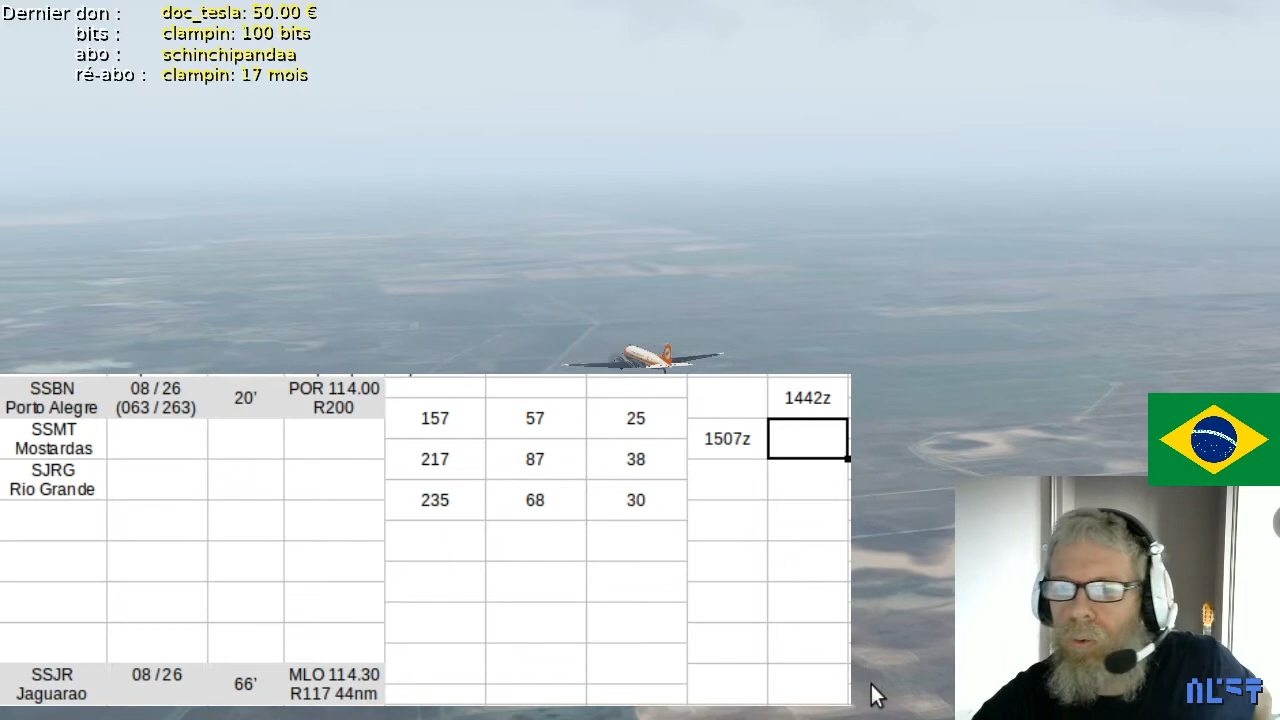 Dernier don : doc_tesla: 50.00 €
bits : clampin: 100 bits
abo : schinchipandaa
ré-abo : clampin: 17 mois
SSBN 08 / 26 20’ POR 114.00 1442z
Porto Alegre (063 / 263) R200
157 57 25
SSMT 1507z
Mostardas
217 87 38
SJRG
Rio Grande
235 68 30
SSJR 08 / 26 66’ MLO 114.30
Jaguarao R117 44nm